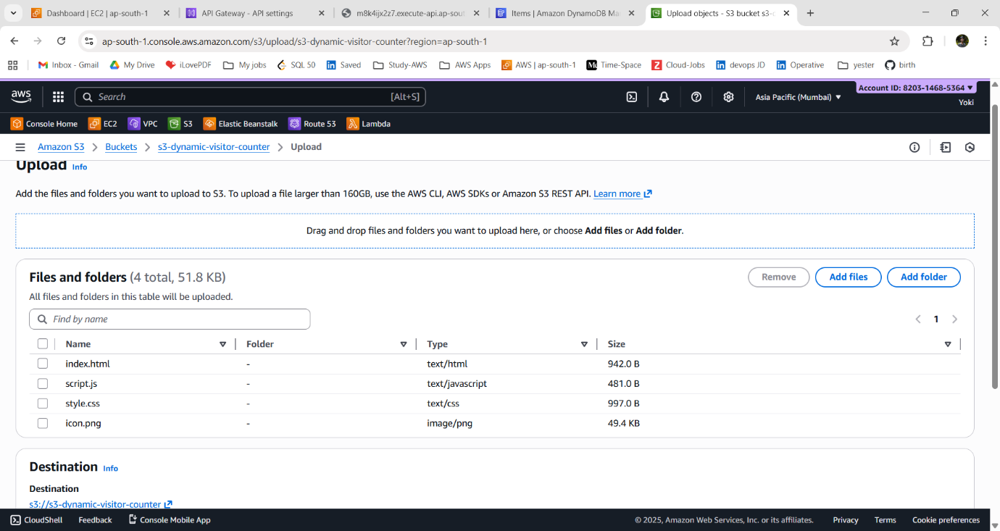 Dashboard | EC2 | ap-south-1
API Gateway - API settings
m8k4ijx2z7.execute-api.ap-sout
Items | Amazon DynamoDB Ma
Upload objects - S3 bucket s3-d
ap-south-1.console.aws.amazon.com/s3/upload/s3-dynamic-visitor-counter?region=ap-south-1
Inbox - Gmail
My Drive
iLovePDF
My jobs
SQL 50
Saved
Study-AWS
AWS Apps
AWS | ap-south-1
Time-Space
Cloud-Jobs
devops JD
Operative
yester
birth
aws
Search
[Alt+S]
Asia Pacific (Mumbai)
Account ID: 8203-1468-5364
Yoki
Console Home
EC2
VPC
S3
Elastic Beanstalk
Route 53
Lambda
Amazon S3
Buckets
s3-dynamic-visitor-counter
Upload
Upload Info
Add the files and folders you want to upload to S3. To upload a file larger than 160GB, use the AWS CLI, AWS SDKs or Amazon S3 REST API. Learn more
Drag and drop files and folders you want to upload here, or choose Add files or Add folder.
Files and folders (4 total, 51.8 KB)
Remove
Add files
Add folder
All files and folders in this table will be uploaded.
Find by name
1
Name Folder Type Size
index.html - text/html 942.0 B
script.js - text/javascript 481.0 B
style.css - text/css 997.0 B
icon.png - image/png 49.4 KB
Destination Info
Destination
s3://s3-dynamic-visitor-counter
CloudShell
Feedback
Console Mobile App
© 2025, Amazon Web Services, Inc. or its affiliates.
Privacy
Terms
Cookie preferences